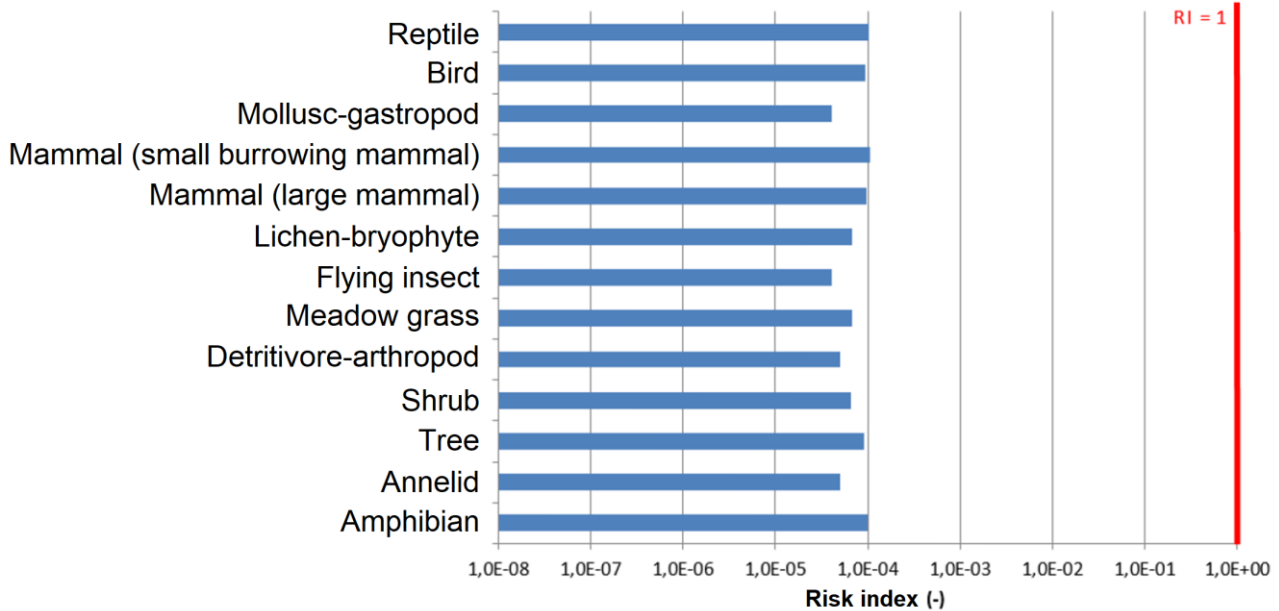 RI = 1
Reptile
Bird
Mollusc-gastropod
Mammal (small burrowing mammal)
Mammal (large mammal)
Lichen-bryophyte
Flying insect
Meadow grass
Detritivore-arthropod
Shrub
Tree
Annelid
Amphibian
1,0E-08 1,0E-07 1,0E-06 1,0E-05 1,0E-04 1,0E-03 1,0E-02 1,0E-01 1,0E+00
Risk index (-)